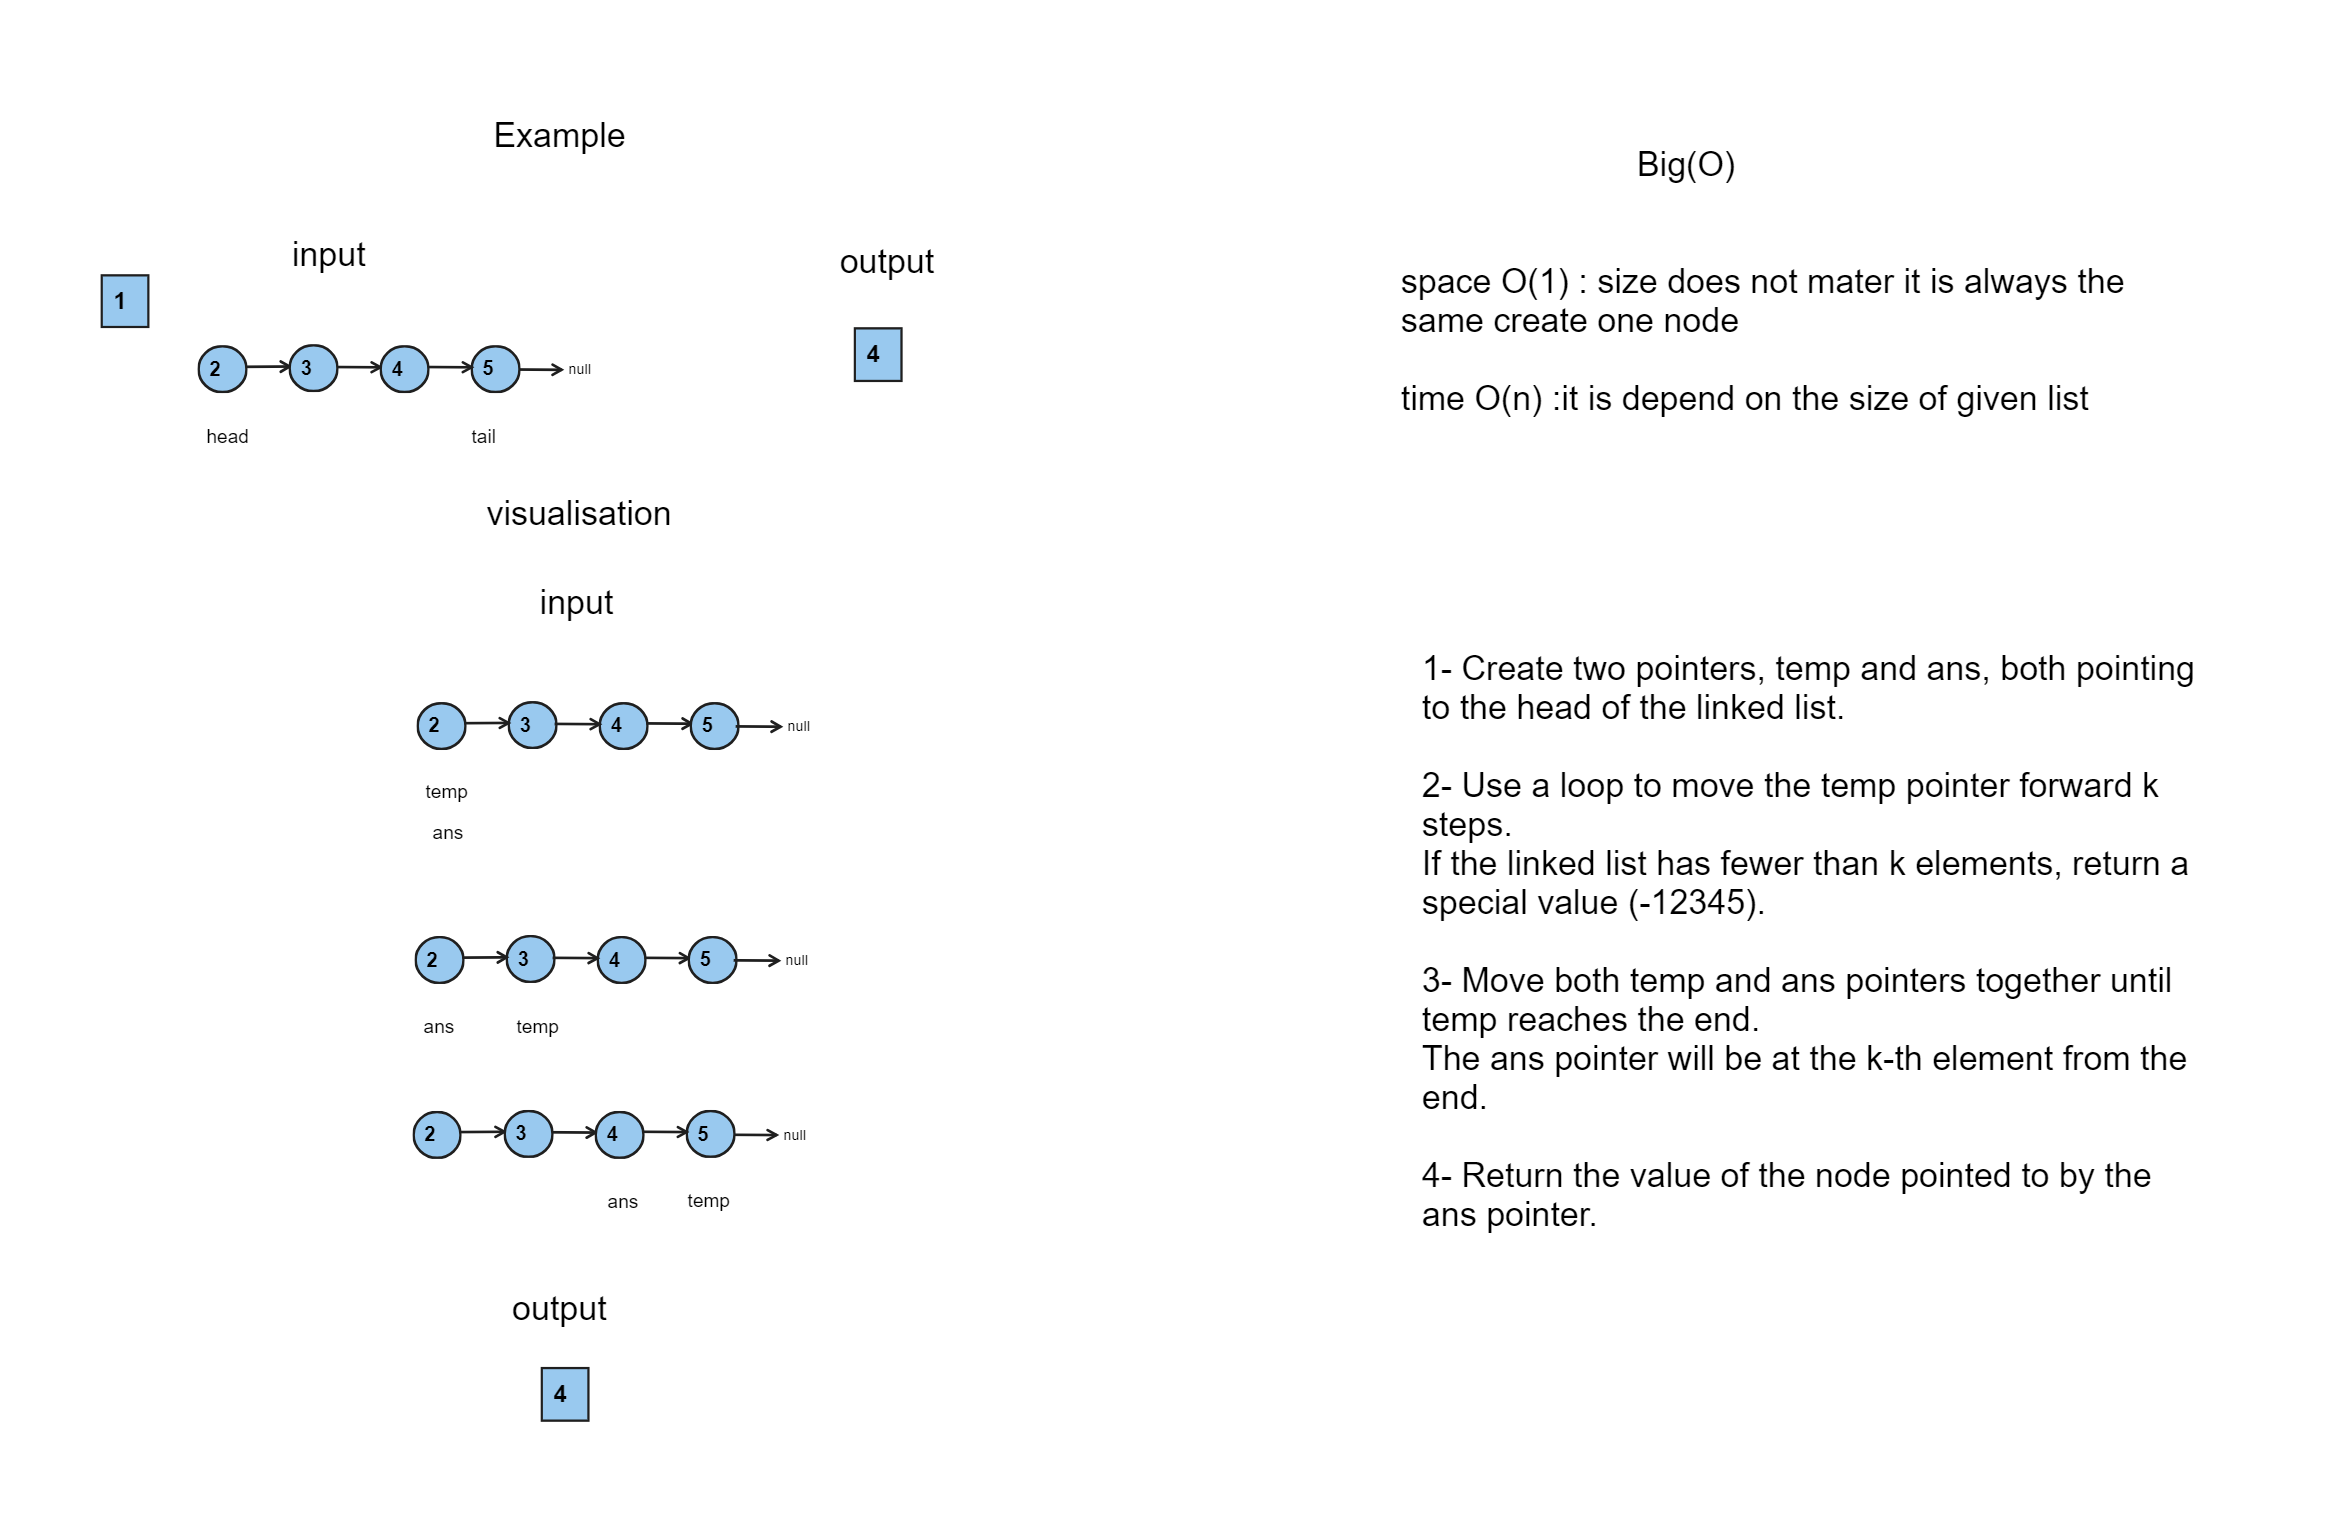 Example
input
output
1
4
2 3 4 5 null
head tail
visualisation
input
2 3 4 5 null
temp
ans
2 3 4 5 null
ans temp
2 3 4 5 null
ans temp
output
4
Big(O)
space O(1) : size does not mater it is always the
same create one node
time O(n) :it is depend on the size of given list
1- Create two pointers, temp and ans, both pointing
to the head of the linked list.
2- Use a loop to move the temp pointer forward k
steps.
If the linked list has fewer than k elements, return a
special value (-12345).
3- Move both temp and ans pointers together until
temp reaches the end.
The ans pointer will be at the k-th element from the
end.
4- Return the value of the node pointed to by the
ans pointer.